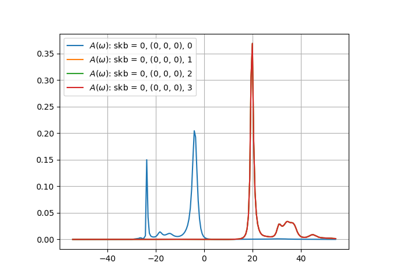 0.35
0.30
0.25
0.20
0.15
0.10
0.05
0.00
A(ω): skb = 0, (0, 0, 0), 0
A(ω): skb = 0, (0, 0, 0), 1
A(ω): skb = 0, (0, 0, 0), 2
A(ω): skb = 0, (0, 0, 0), 3
−40 −20 0 20 40